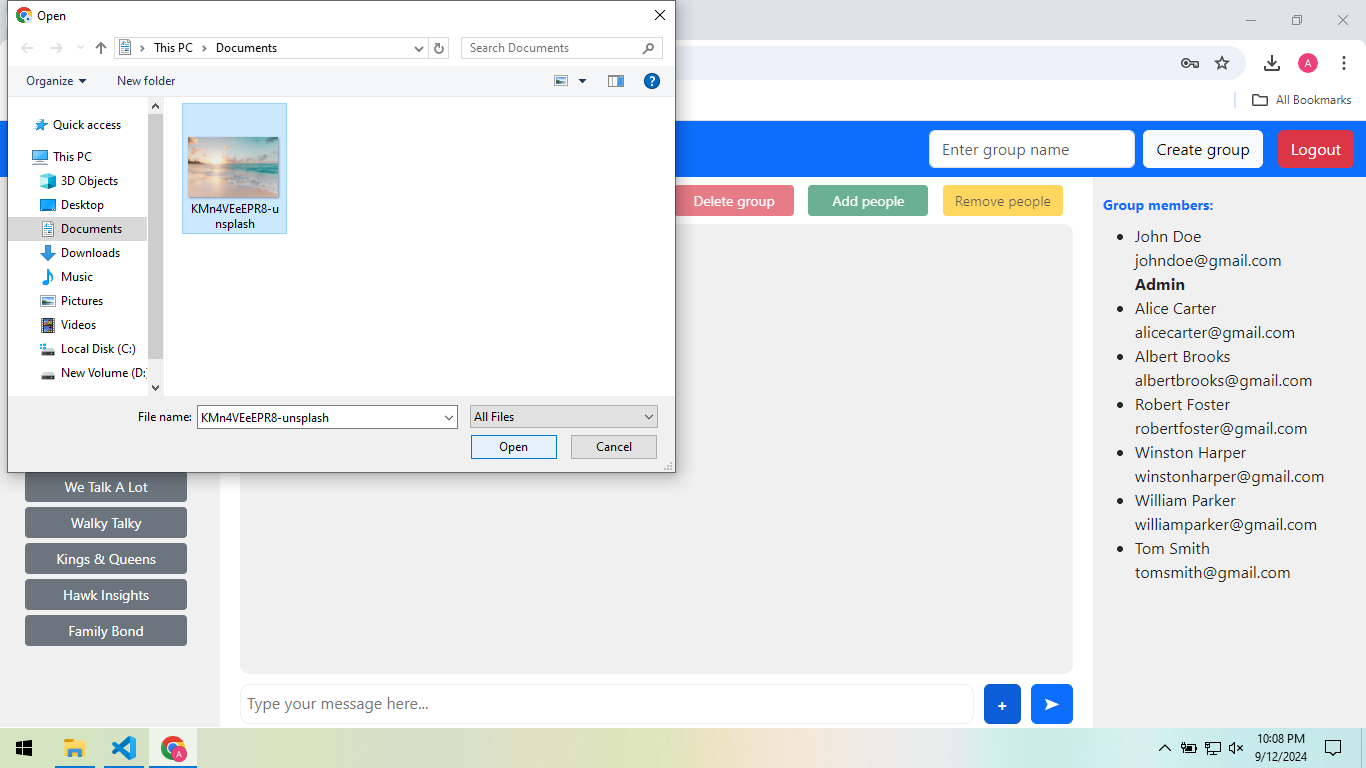 Open
This PC
Documents
Search Documents
Organize
New folder
Quick access
This PC
3D Objects
Desktop
Documents
Downloads
Music
Pictures
Videos
Local Disk (C:)
New Volume (D:
KMn4VEeEPR8-u
nsplash
File name:
KMn4VEeEPR8-unsplash
All Files
Open
Cancel
A
All Bookmarks
Enter group name
Create group
Logout
Delete group
Add people
Remove people
Group members:
John Doe
johndoe@gmail.com
Admin
Alice Carter
alicecarter@gmail.com
Albert Brooks
albertbrooks@gmail.com
Robert Foster
robertfoster@gmail.com
Winston Harper
winstonharper@gmail.com
William Parker
williamparker@gmail.com
Tom Smith
tomsmith@gmail.com
We Talk A Lot
Walky Talky
Kings & Queens
Hawk Insights
Family Bond
Type your message here...
+
A
10:08 PM
9/12/2024